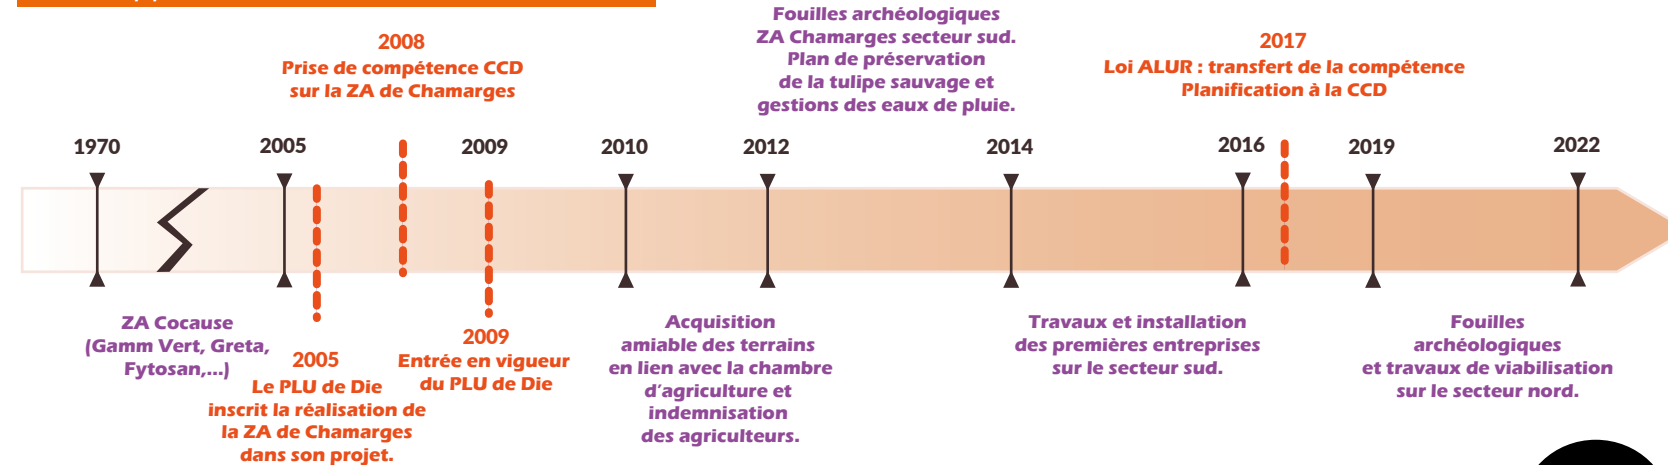 2008
Prise de compétence CCD
sur la ZA de Chamarges
Fouilles archéologiques
ZA Chamarges secteur sud.
Plan de préservation
de la tulipe sauvage et
gestions des eaux de pluie.
2017
Loi ALUR : transfert de la compétence
Planification à la CCD
1970
2005
2009
2010
2012
2014
2016
2019
2022
ZA Cocause
(Gamm Vert, Greta,
Fytosan,...)
2005
Le PLU de Die
inscrit la réalisation de
la ZA de Chamarges
dans son projet.
2009
Entrée en vigueur
du PLU de Die
Acquisition
amiable des terrains
en lien avec la chambre
d'agriculture et
indemnisation
des agriculteurs.
Travaux et installation
des premières entreprises
sur le secteur sud.
Fouilles
archéologiques
et travaux de viabilisation
sur le secteur nord.